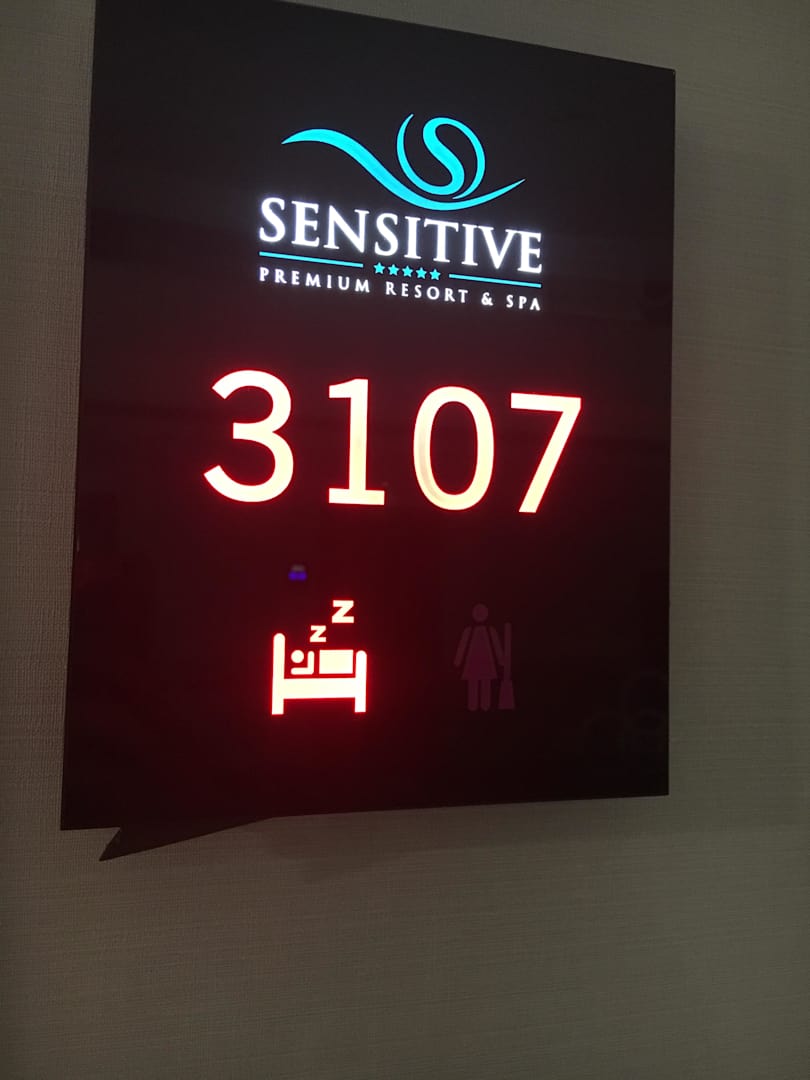 SENSITIVE
PREMIUM RESORT & SPA
3107
z
z